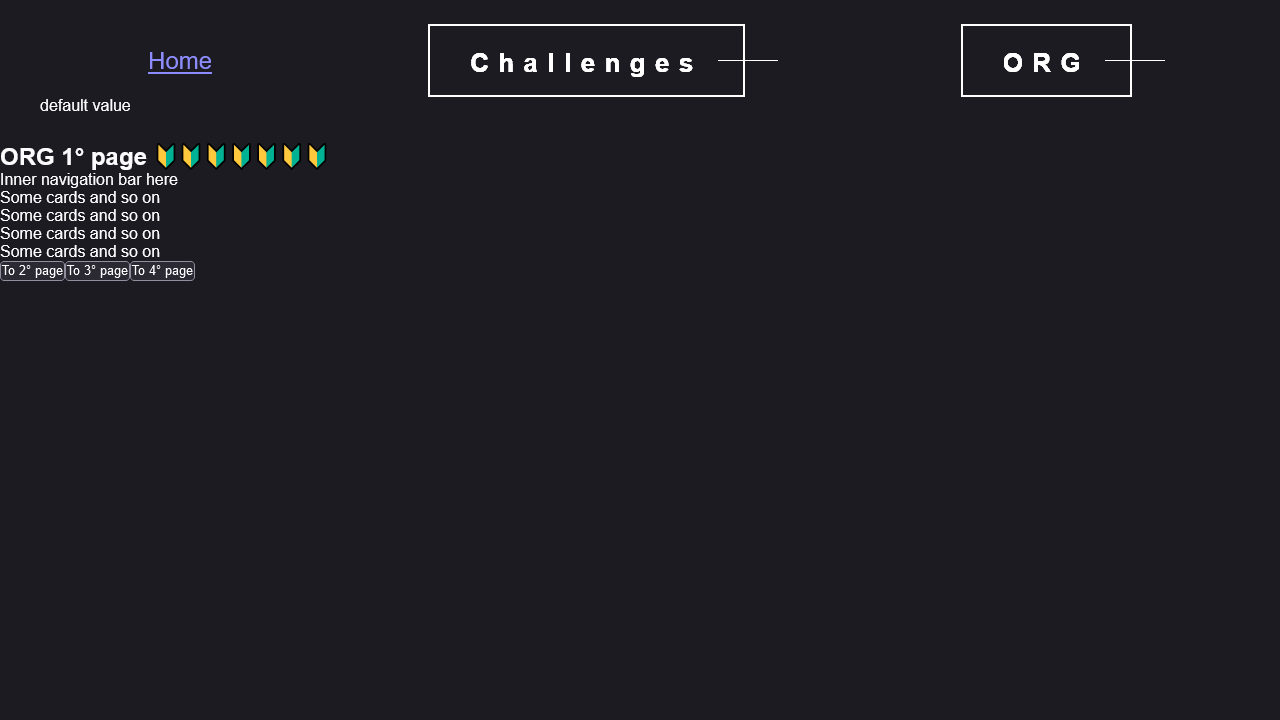 Home
Challenges
ORG
default value
ORG 1° page 🔰🔰🔰🔰🔰🔰🔰
Inner navigation bar here
Some cards and so on
Some cards and so on
Some cards and so on
Some cards and so on
To 2° page To 3° page To 4° page